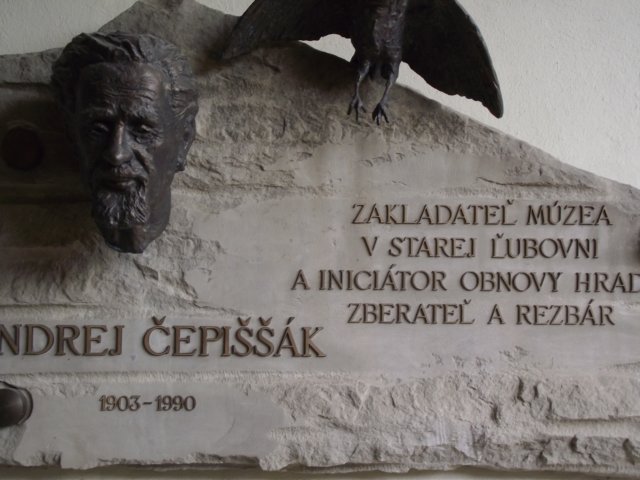 ZAKLADATEĽ MÚZEA
V STAREJ ĽUBOVNI
A INICIÁTOR OBNOVY HRAD
ZBERATEĽ A REZBÁR
NDREJ ČEPIŠŠÁK
1903-1990